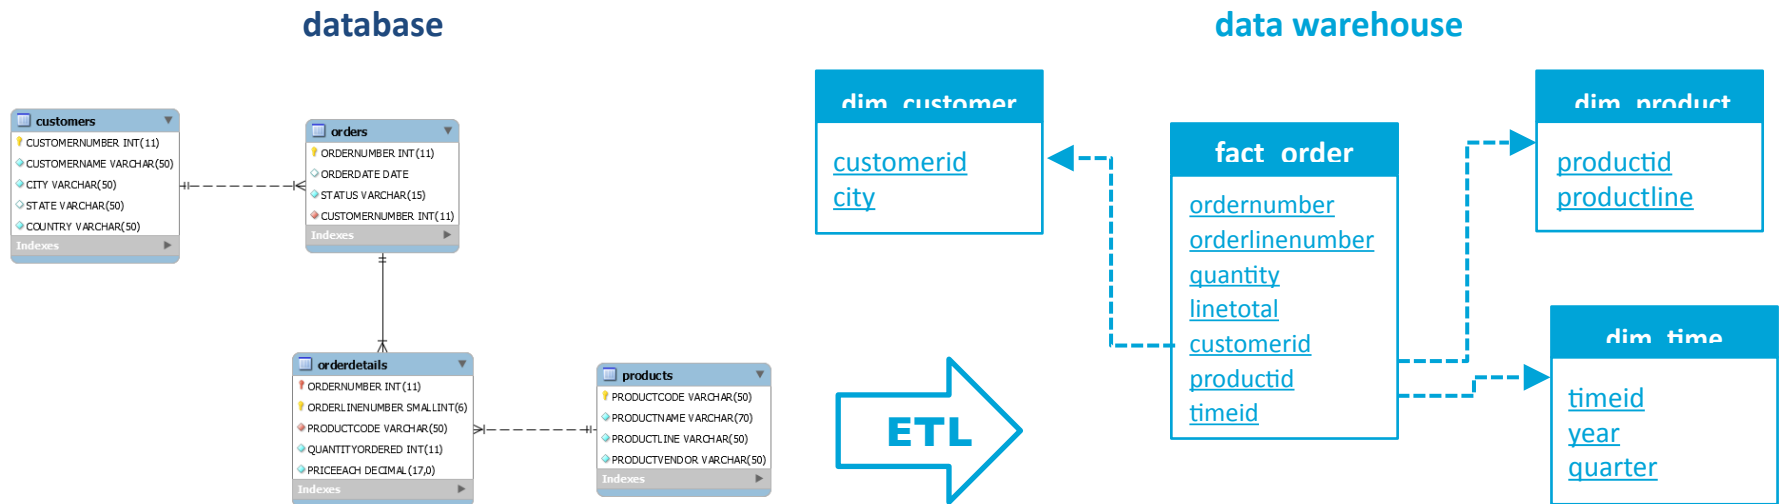 database
data warehouse
customers
CUSTOMERNUMBER INT(11)
CUSTOMERNAME VARCHAR(50)
CITY VARCHAR(50)
STATE VARCHAR(50)
COUNTRY VARCHAR(50)
Indexes
orders
ORDERNUMBER INT(11)
ORDERDATE DATE
STATUS VARCHAR(15)
CUSTOMERNUMBER INT(11)
Indexes
orderdetails
ORDERNUMBER INT(11)
ORDERLINENUMBER SMALLINT(6)
PRODUCTCODE VARCHAR(50)
QUANTITYORDERED INT(11)
PRICEEACH DECIMAL(17,0)
Indexes
products
PRODUCTCODE VARCHAR(50)
PRODUCTNAME VARCHAR(70)
PRODUCTLINE VARCHAR(50)
PRODUCTVENDOR VARCHAR(50)
Indexes
ETL
dim_customer
customerid
city
fact_order
ordernumber
orderlinenumber
quantity
linetotal
customerid
productid
timeid
dim_product
productid
productline
dim_time
timeid
year
quarter